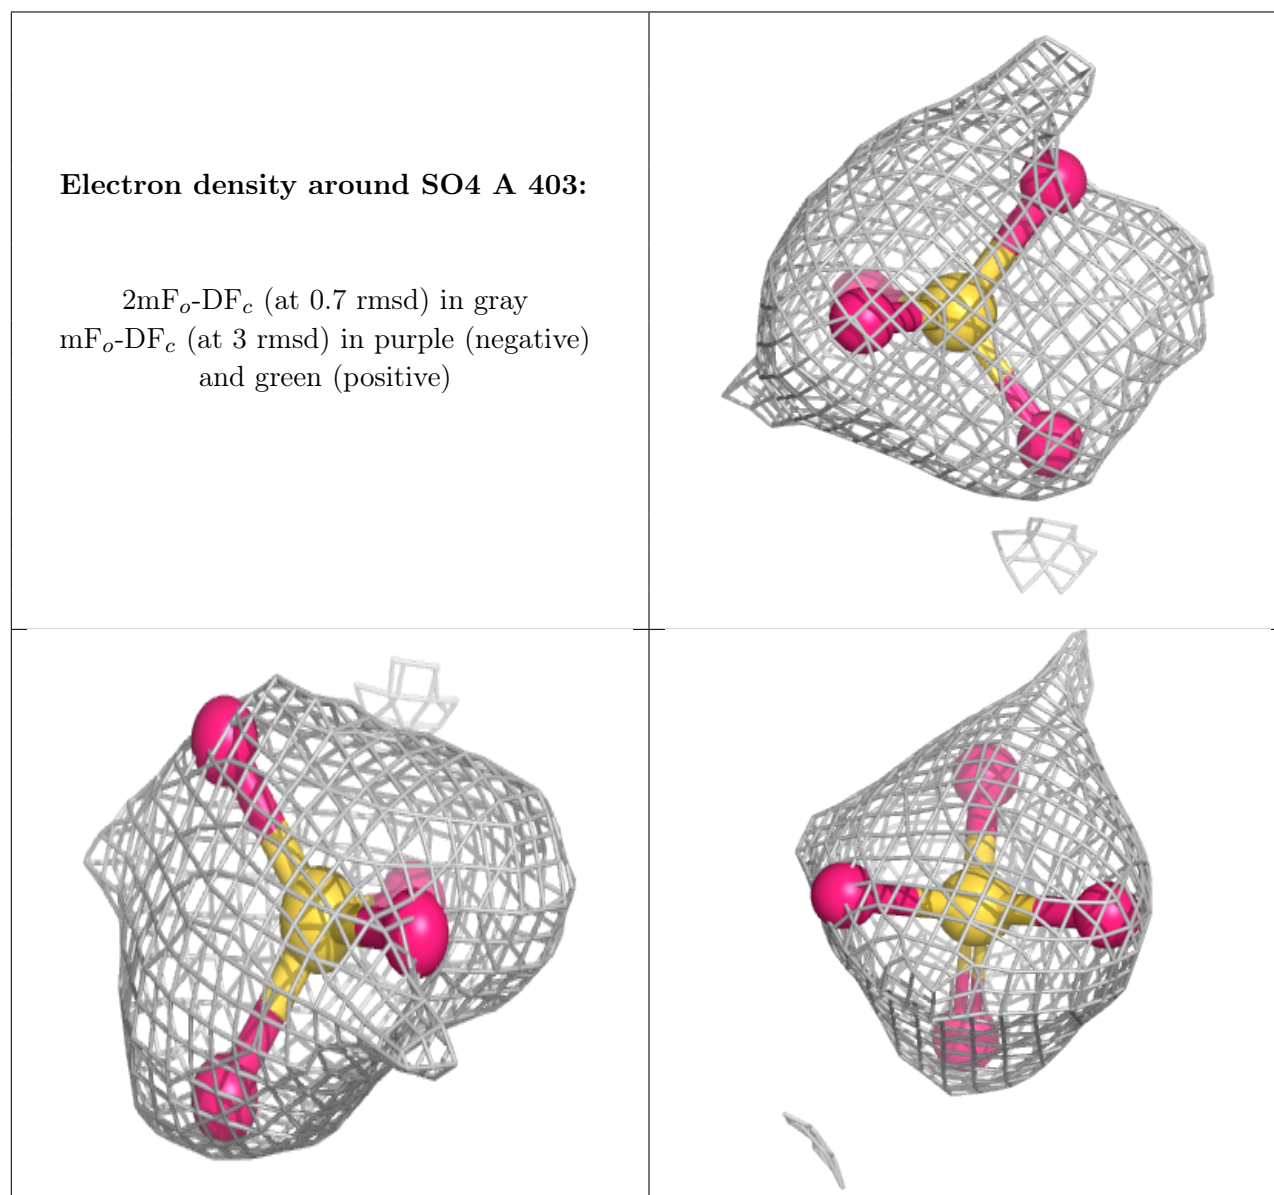 Electron density around SO4 A 403:
2mFo-DFc (at 0.7 rmsd) in gray
mFo-DFc (at 3 rmsd) in purple (negative)
and green (positive)